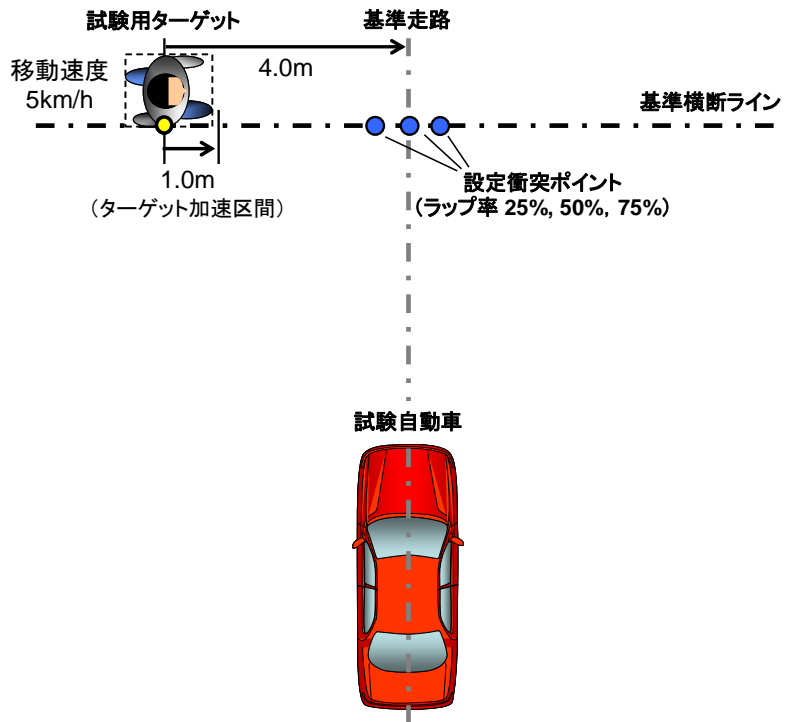 試験用ターゲット
基準走路
移動速度
5km/h
4.0m
基準横断ライン
1.0m
（ターゲット加速区間）
設定衝突ポイント
（ラップ率 25%, 50%, 75%）
試験自動車